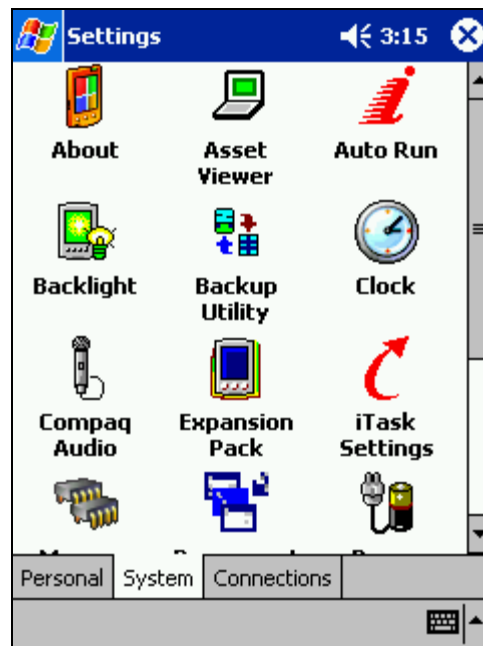 Settings 3:15
About Asset Auto Run
Viewer
Backlight Backup Clock
Utility
Compaq Expansion iTask
Audio Pack Settings
Personal System Connections